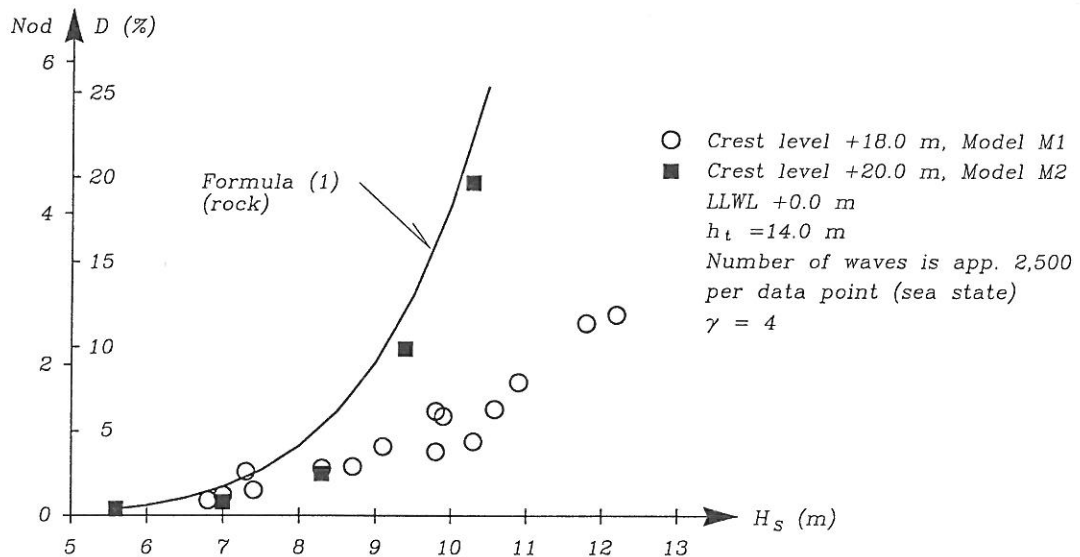 Nod D (%)
6
25
20
4
15
10
2
5
0
5 6 7 8 9 10 11 12 13
H_S (m)
Formula (1)
(rock)
Crest level +18.0 m, Model M1
Crest level +20.0 m, Model M2
LLWL +0.0 m
h_t =14.0 m
Number of waves is app. 2,500
per data point (sea state)
γ = 4